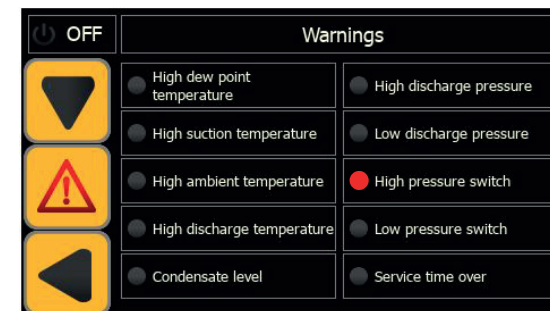 OFF
Warnings
High dew point
temperature
High discharge pressure
High suction temperature
Low discharge pressure
High ambient temperature
High pressure switch
High discharge temperature
Low pressure switch
Condensate level
Service time over